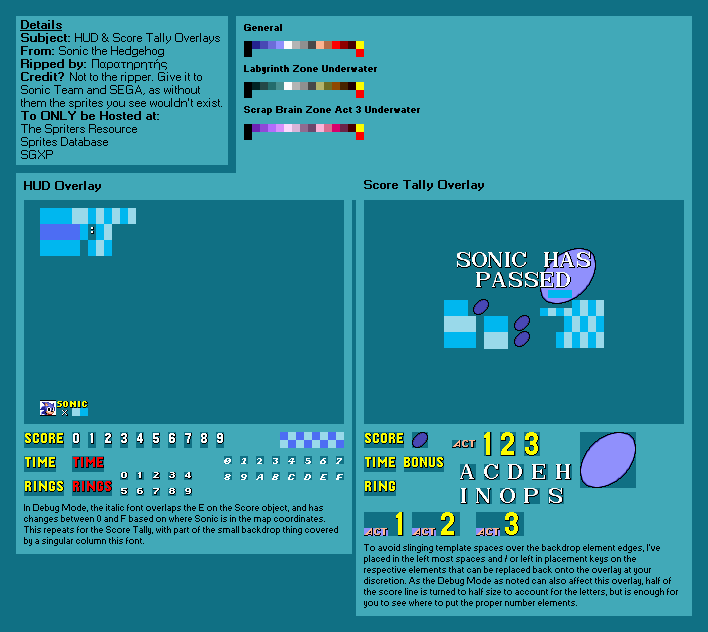 Details
Subject: HUD & Score Tally Overlays
From: Sonic the Hedgehog
Ripped by: Παρατηρητής
Credit? Not to the ripper. Give it to
Sonic Team and SEGA, as without
them the sprites you see wouldn't exist.
To ONLY be Hosted at:
The Spriters Resource
Sprites Database
SGXP
General
Labyrinth Zone Underwater
Scrap Brain Zone Act 3 Underwater
HUD Overlay
:
SONIC
×
SCORE 0 1 2 3 4 5 6 7 8 9
TIME TIME 0 1 2 3 4 5 6 7
RINGS RINGS 0 1 2 3 4 8 9 A B C D E F
5 6 7 8 9
In Debug Mode, the italic font overlaps the E on the Score object, and has
changes between 0 and F based on where Sonic is in the map coordinates.
This repeats for the Score Tally, with part of the small backdrop thing covered
by a singular column this font.
Score Tally Overlay
SONIC HAS
PASSED
SCORE ACT 1 2 3
TIME BONUS A C D E H
RING I N O P S
ACT 1 ACT 2 ACT 3
To avoid slinging template spaces over the backdrop element edges, I've
placed in the left most spaces and / or left in placement keys on the
respective elements that can be replaced back onto the overlay at your
discretion. As the Debug Mode as noted can also affect this overlay, half of
the score line is turned to half size to account for the letters, but is enough for
you to see where to put the proper number elements.